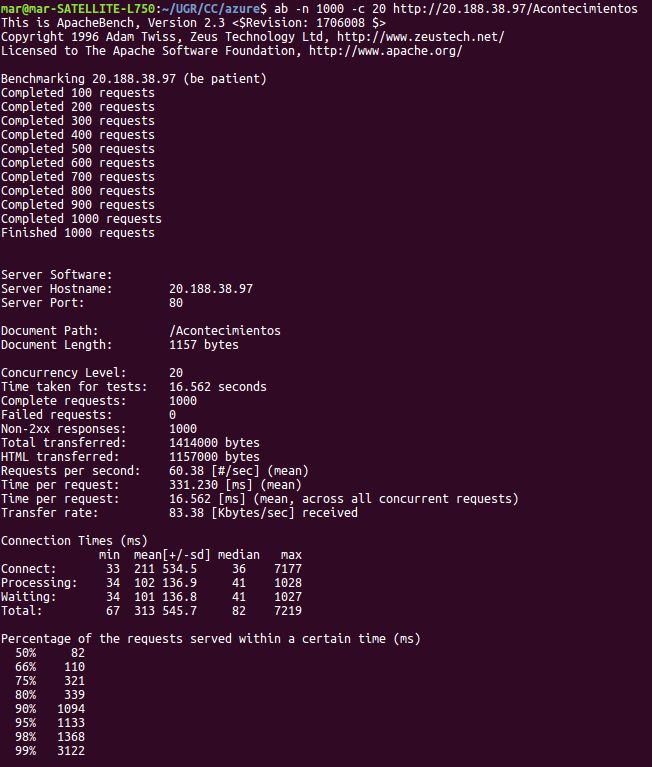 mar@mar-SATELLITE-L750:~/UGR/CC/azure$ ab -n 1000 -c 20 http://20.188.38.97/Acontecimientos
This is ApacheBench, Version 2.3 <$Revision: 1706008 $>
Copyright 1996 Adam Twiss, Zeus Technology Ltd, http://www.zeustech.net/
Licensed to The Apache Software Foundation, http://www.apache.org/

Benchmarking 20.188.38.97 (be patient)
Completed 100 requests
Completed 200 requests
Completed 300 requests
Completed 400 requests
Completed 500 requests
Completed 600 requests
Completed 700 requests
Completed 800 requests
Completed 900 requests
Completed 1000 requests
Finished 1000 requests


Server Software:
Server Hostname:        20.188.38.97
Server Port:            80

Document Path:          /Acontecimientos
Document Length:        1157 bytes

Concurrency Level:      20
Time taken for tests:   16.562 seconds
Complete requests:      1000
Failed requests:        0
Non-2xx responses:      1000
Total transferred:      1414000 bytes
HTML transferred:       1157000 bytes
Requests per second:    60.38 [#/sec] (mean)
Time per request:       331.230 [ms] (mean)
Time per request:       16.562 [ms] (mean, across all concurrent requests)
Transfer rate:          83.38 [Kbytes/sec] received

Connection Times (ms)
              min  mean[+/-sd] median   max
Connect:       33  211 534.5     36    7177
Processing:    34  102 136.9     41    1028
Waiting:       34  101 136.8     41    1027
Total:         67  313 545.7     82    7219

Percentage of the requests served within a certain time (ms)
  50%     82
  66%    110
  75%    321
  80%    339
  90%   1094
  95%   1133
  98%   1368
  99%   3122